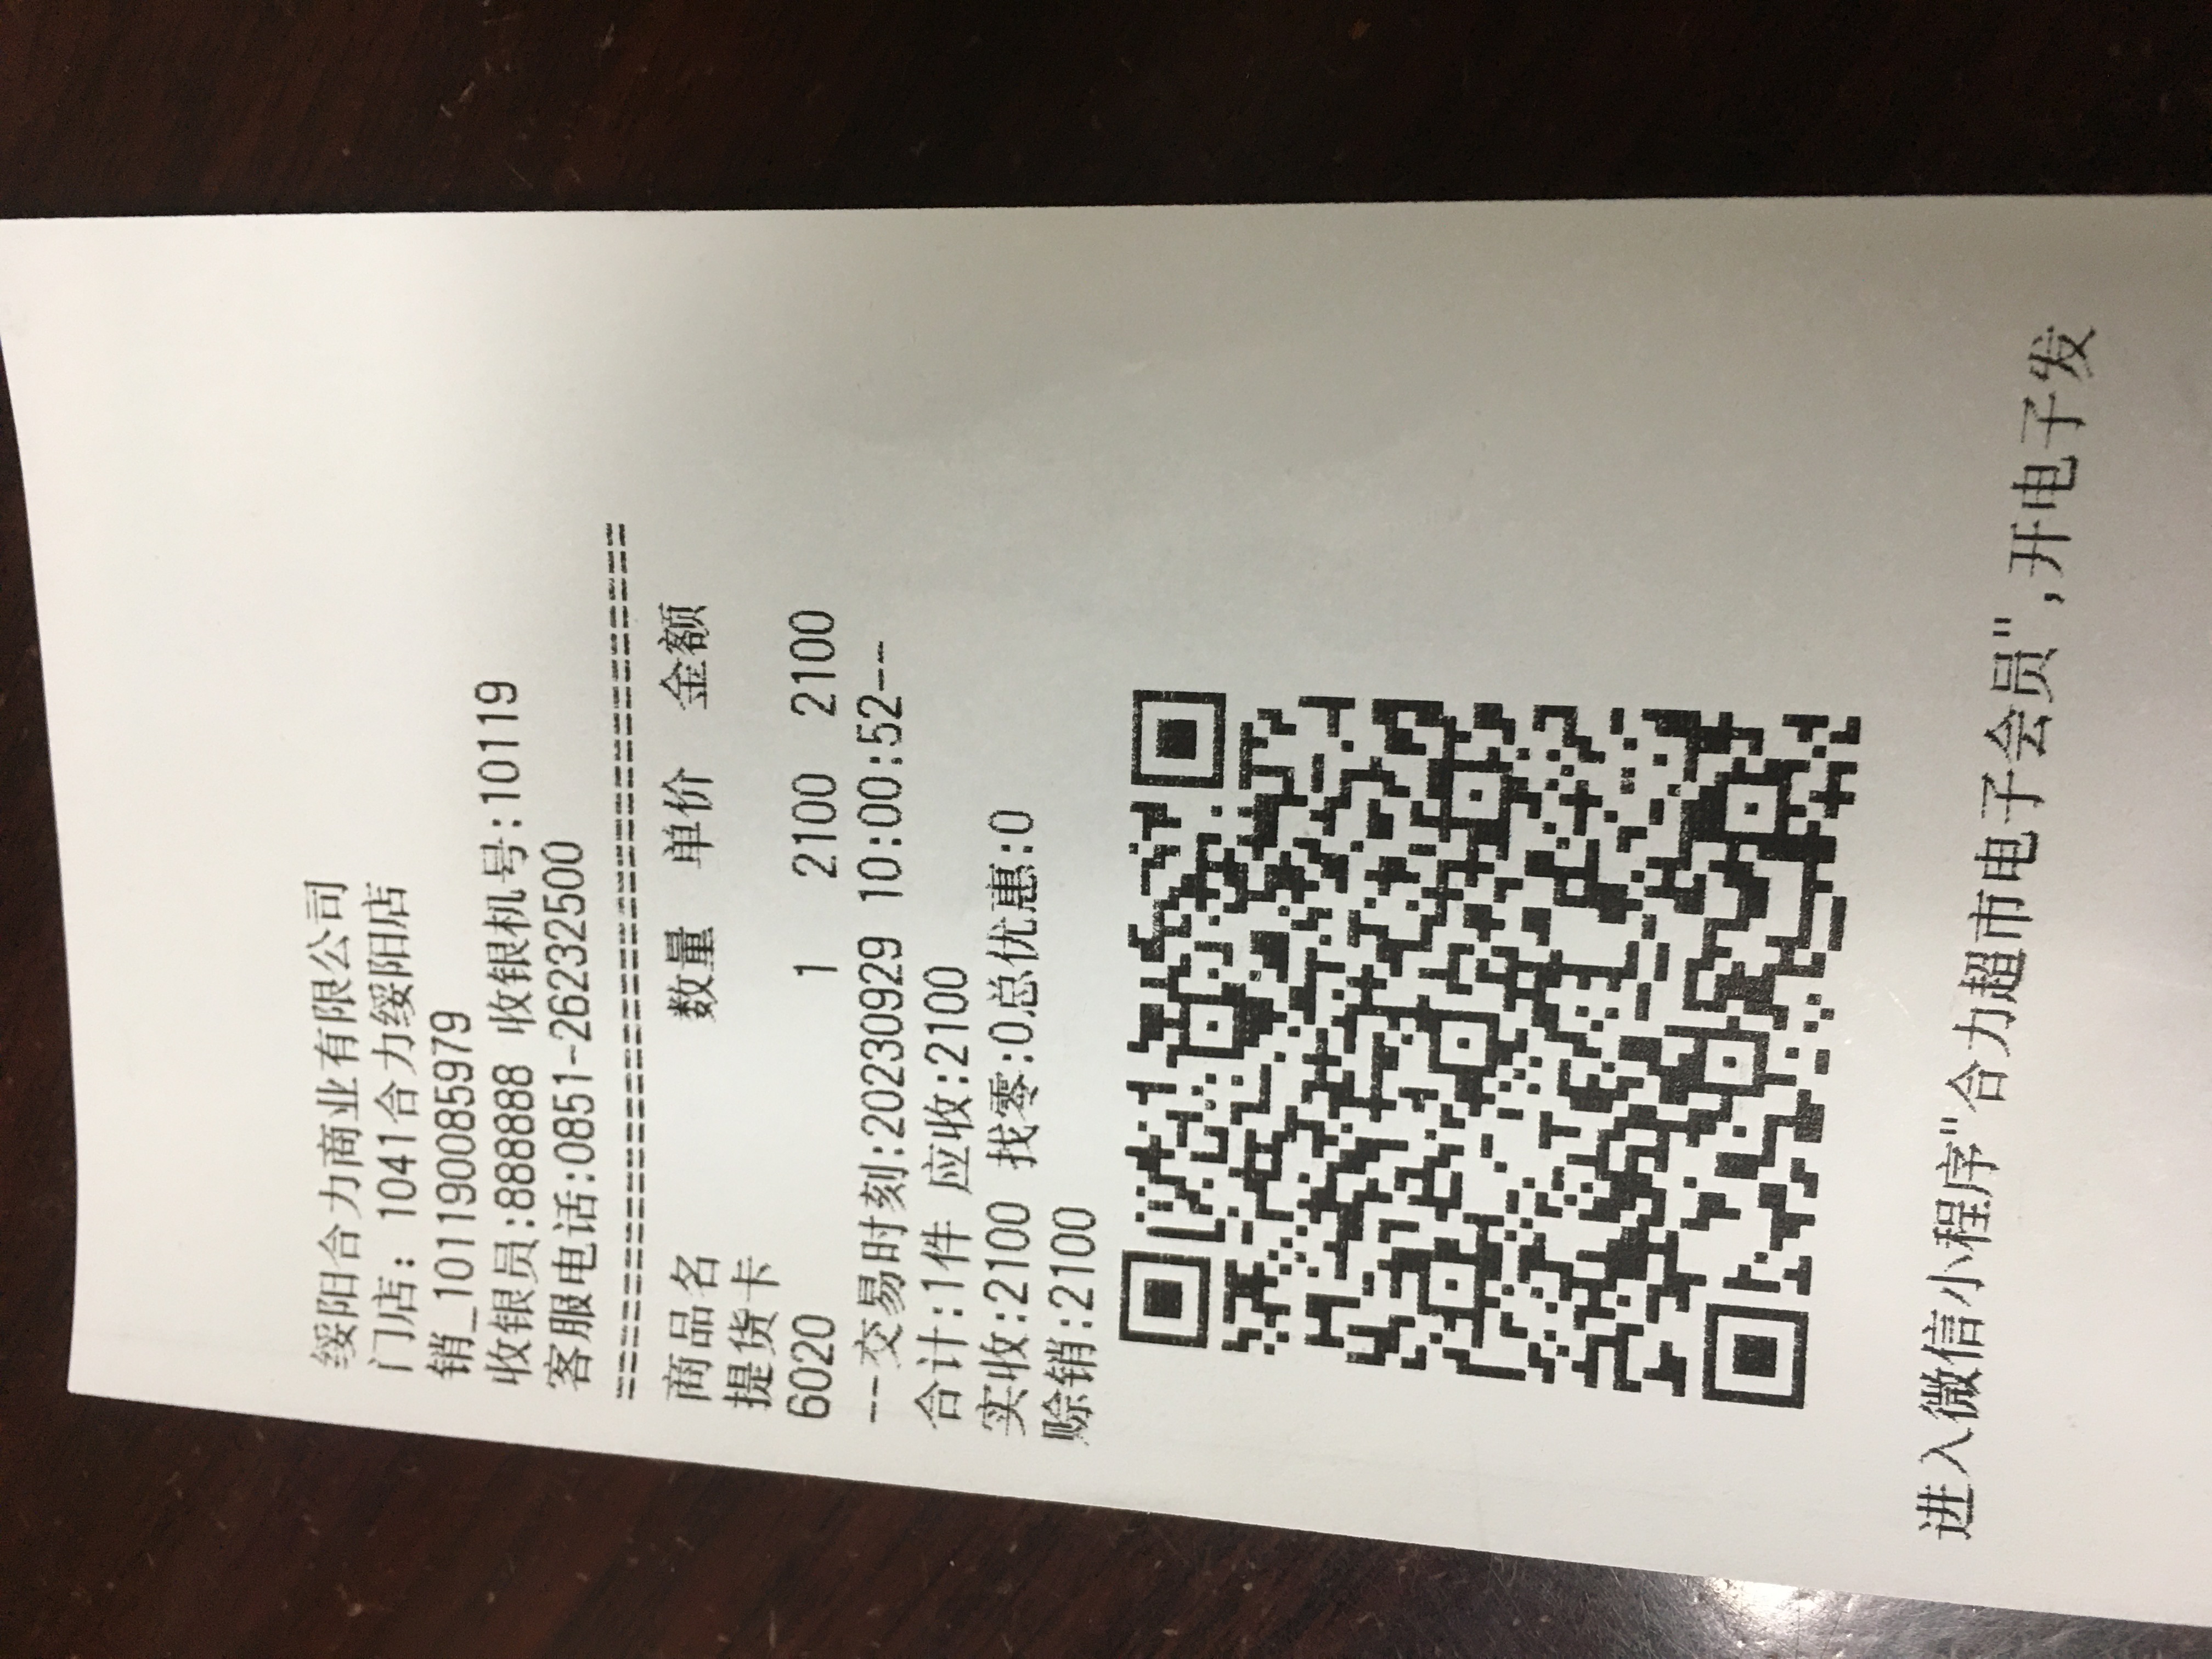 绥阳合力商业有限公司
门店: 1041合力绥阳店
销_101190085979
收银员:888888 收银机号:10119
客服电话:0851-26232500
========================================
商品名 数量 单价 金额
提货卡
6020 1 2100 2100
--交易时刻:20230929 10:00:52--
合计:1件 应收:2100
实收:2100 找零:0总优惠:0
赊销:2100
进入微信小程序"合力超市电子会员",开电子发